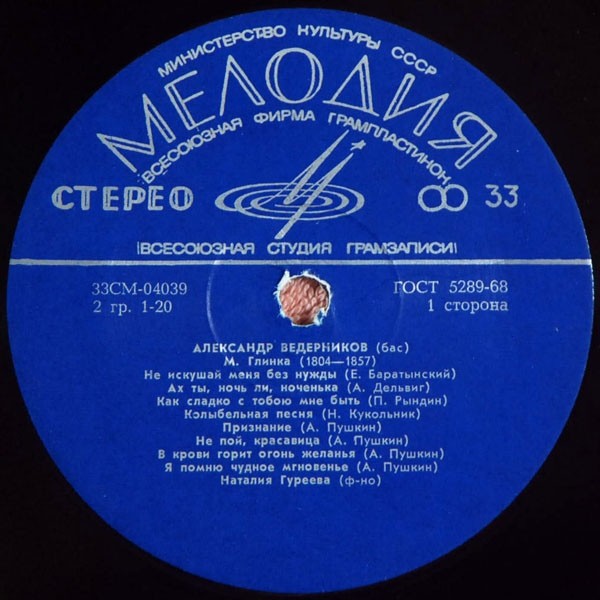 МИНИСТЕРСТВО КУЛЬТУРЫ СССР
МЕЛОДИЯ
ВСЕСОЮЗНАЯ ФИРМА ГРАМПЛАСТИНОК
СТЕРЕО 33
ВСЕСОЮЗНАЯ СТУДИЯ ГРАМЗАПИСИ
33СМ-04039 ГОСТ 5289-68
2 гр. 1-20 1 сторона
АЛЕКСАНДР ВЕДЕРНИКОВ (бас)
М. Глинка (1804—1857)
Не искушай меня без нужды (Е. Баратынский)
Ах ты, ночь ли, ноченька (А. Дельвиг)
Как сладко с тобою мне быть (П. Рындин)
Колыбельная песня (Н. Кукольник)
Признание (А. Пушкин)
Не пой, красавица (А. Пушкин)
В крови горит огонь желанья (А. Пушкин)
Я помню чудное мгновенье (А. Пушкин)
Наталия Гуреева (ф-но)